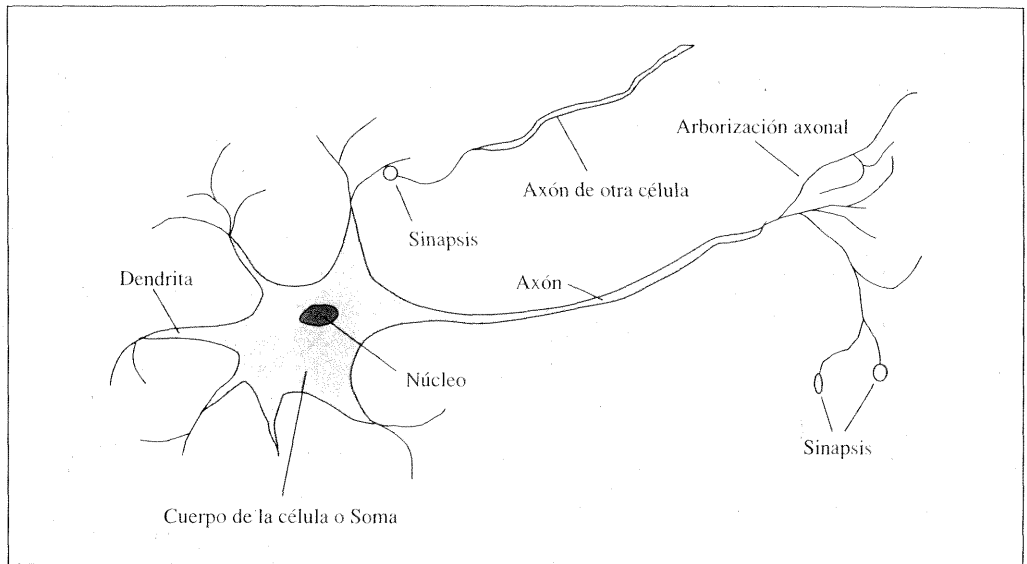 Arborización axonal
Axón de otra célula
Sinapsis
Dendrita
Axón
Núcleo
Sinapsis
Cuerpo de la célula o Soma